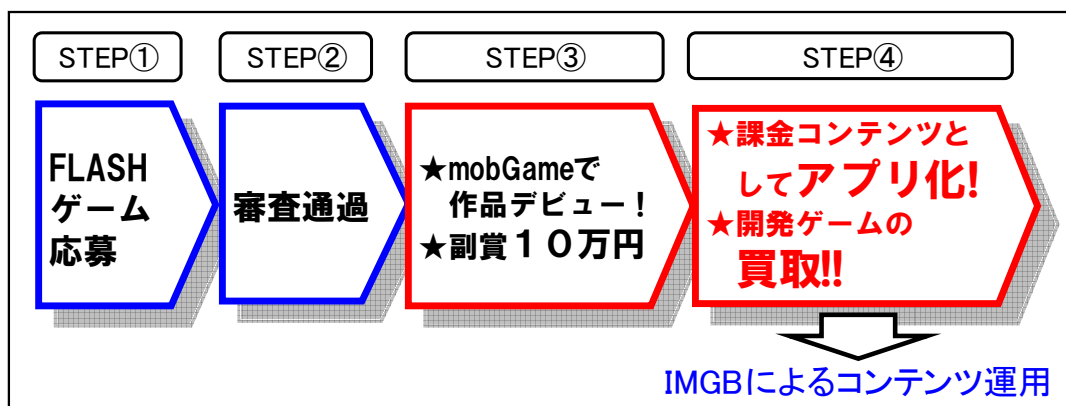 STEP①
STEP②
STEP③
STEP④
FLASH
ゲーム
応募
審査通過
★mobGameで
作品デビュー！
★副賞１０万円
★課金コンテンツと
してアプリ化!
★開発ゲームの
買取!!
IMGBによるコンテンツ運用